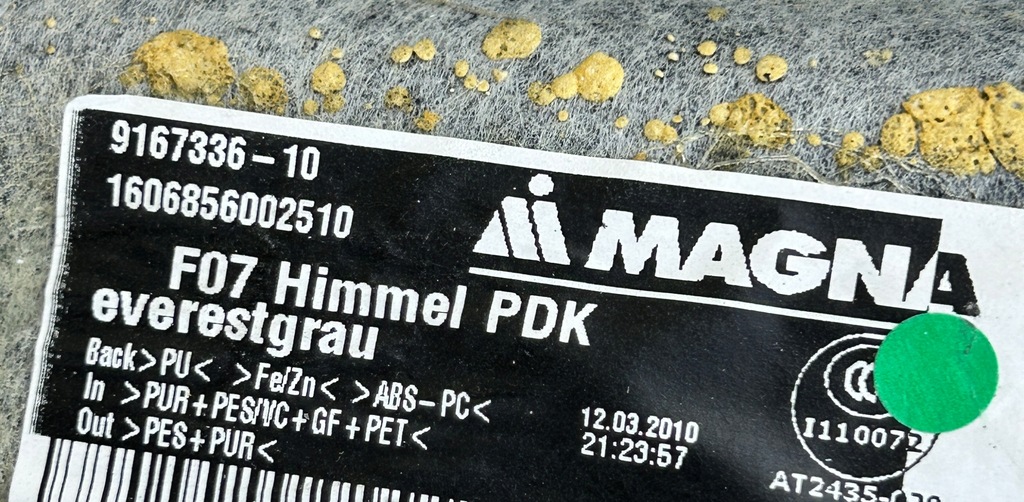 9167336-10
1606856002510
MAGNA
F07 Himmel PDK
everestgrau
Back >PU< >Fe/Zn< >ABS-PC<
In >PUR+PES/VC+GF+PET<
Out >PES+PUR<
12.03.2010
21:23:57
I110072